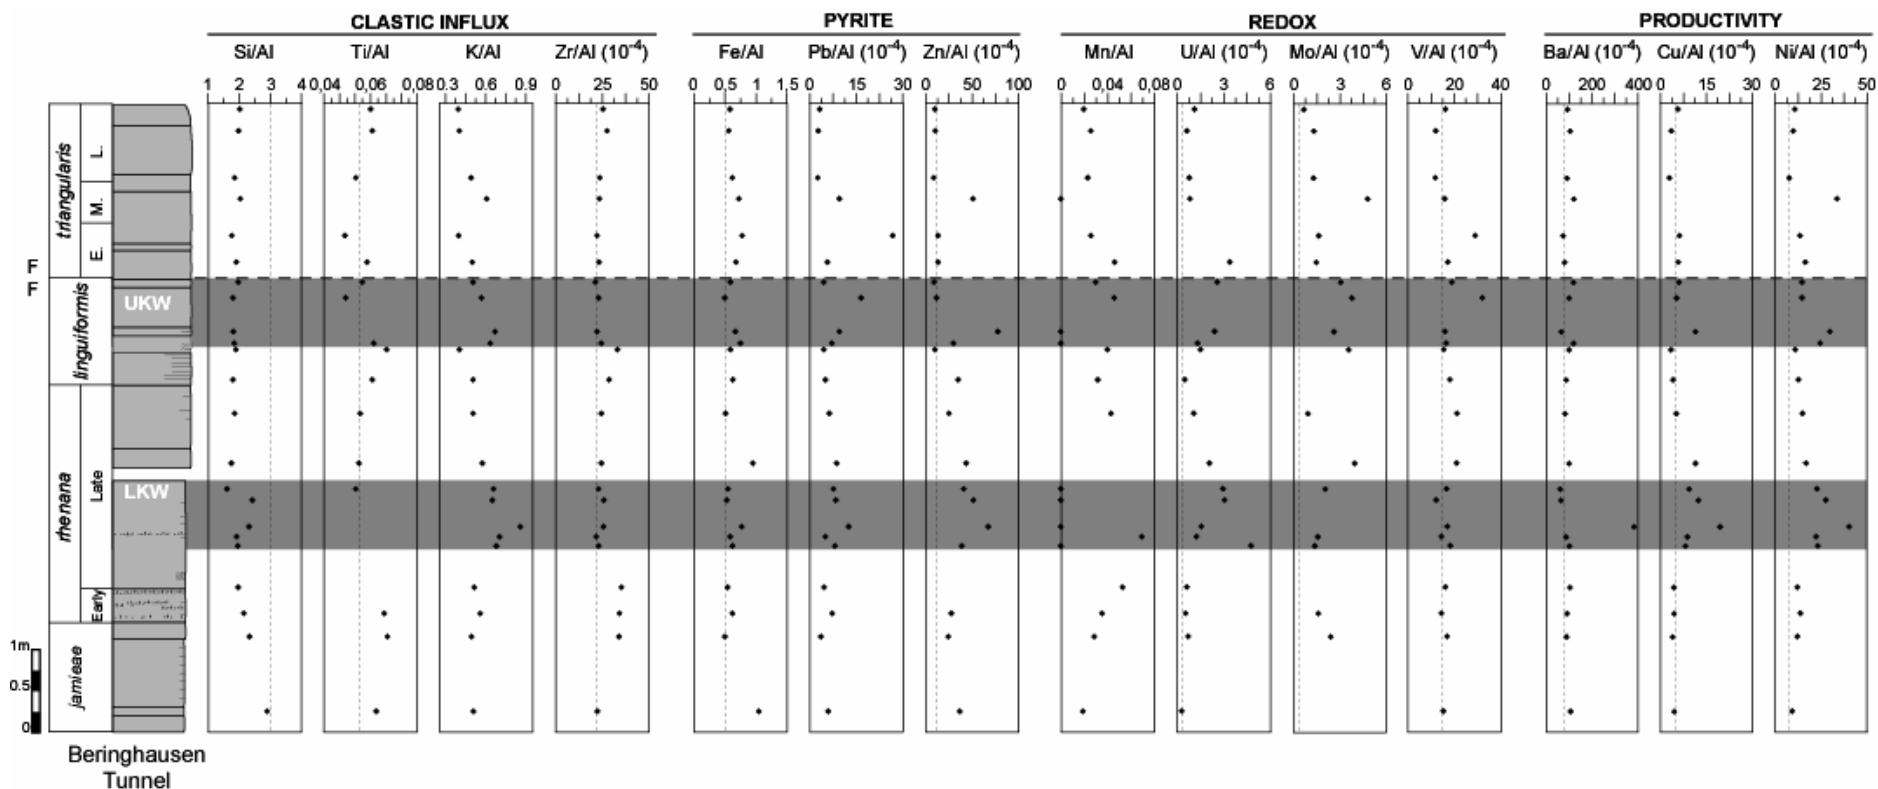 CLASTIC INFLUX PYRITE REDOX PRODUCTIVITY
Si/Al Ti/Al K/Al Zr/Al (10⁻⁴) Fe/Al Pb/Al (10⁻⁴) Zn/Al (10⁻⁴) Mn/Al U/Al (10⁻⁴) Mo/Al (10⁻⁴) V/Al (10⁻⁴) Ba/Al (10⁻⁴) Cu/Al (10⁻⁴) Ni/Al (10⁻⁴)
1 2 3 4 0,04 0,06 0,08 0.3 0.6 0.9 0 25 50 0 0.5 1 1.5 0 15 30 0 50 100 0 0,04 0,08 0 3 6 0 3 6 0 20 40 0 200 400 0 15 30 0 25 50
triangularis
L.
M.
E.
F
F
linguiformis
UKW
rhenana
Late
LKW
Early
jamieae
1m
0.5
0
Beringhausen
Tunnel